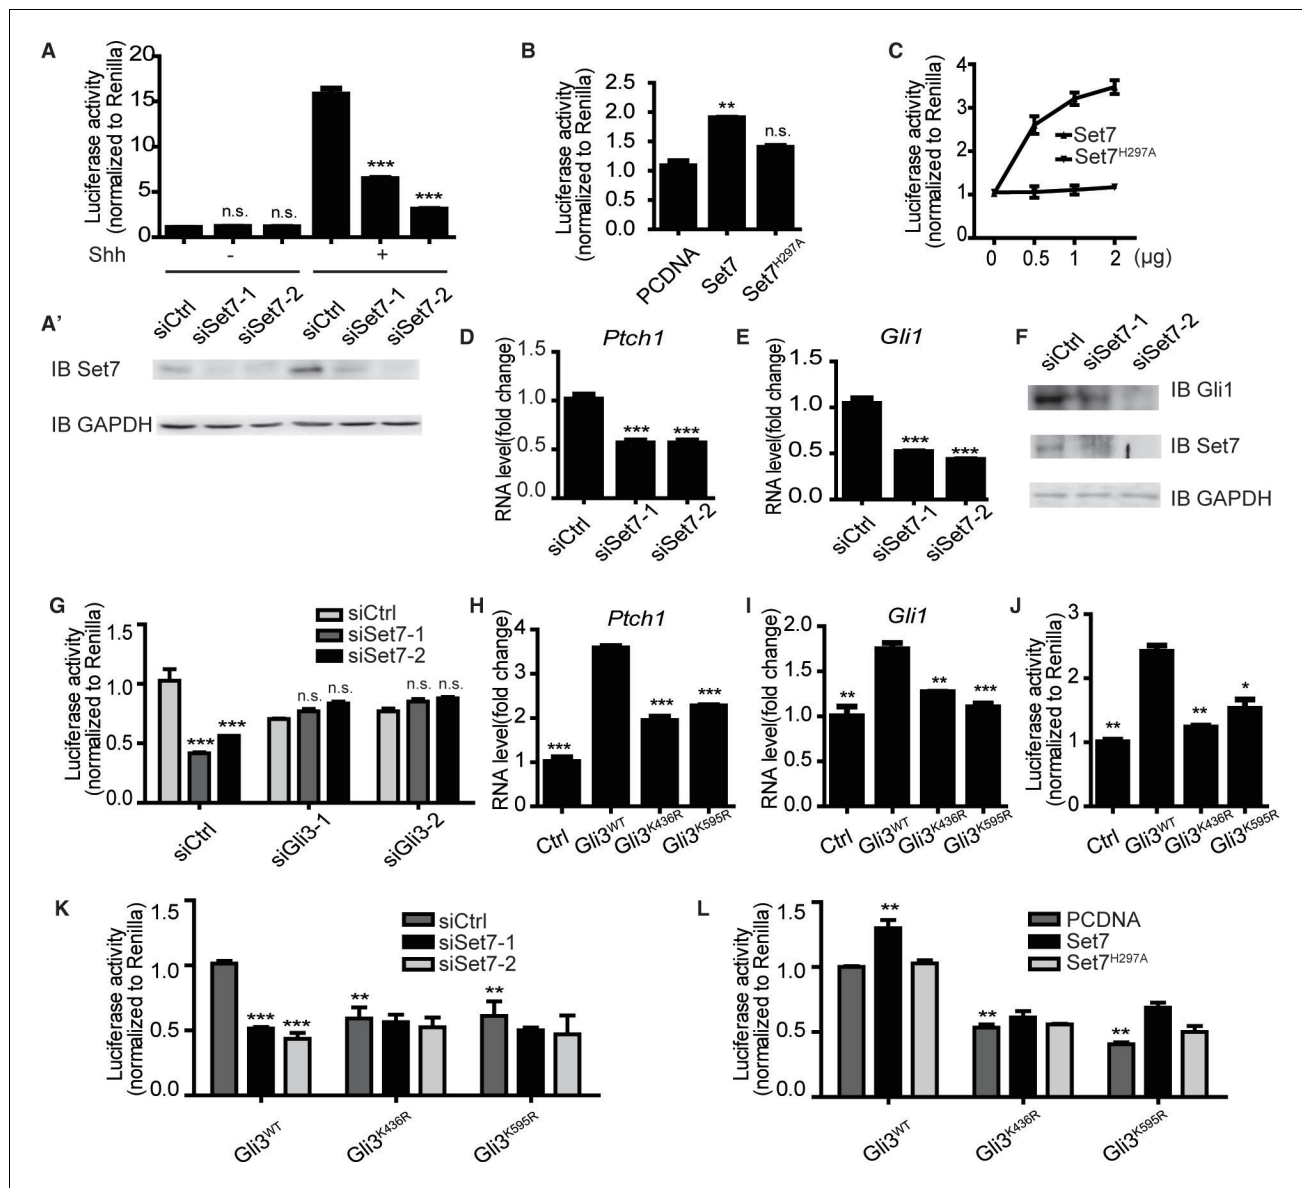 A
Luciferase activity
(normalized to Renilla)
20
15
10
5
0
n.s.
n.s.
***
***
Shh
-
+
siCtrl
siSet7-1
siSet7-2
siCtrl
siSet7-1
siSet7-2
A'
IB Set7
IB GAPDH
B
Luciferase activity
(normalized to Renilla)
2.5
2.0
1.5
1.0
0.5
0.0
**
n.s.
PCDNA
Set7
Set7H297A
C
Luciferase activity
(normalized to Renilla)
4
3
2
1
0
Set7
Set7H297A
0
0.5
1
2
(μg)
D
Ptch1
RNA level(fold change)
1.5
1.0
0.5
0.0
***
***
siCtrl
siSet7-1
siSet7-2
E
Gli1
RNA level(fold change)
1.5
1.0
0.5
0.0
***
***
siCtrl
siSet7-1
siSet7-2
F
siCtrl
siSet7-1
siSet7-2
IB Gli1
IB Set7
IB GAPDH
G
Luciferase activity
(normalized to Renilla)
1.5
1.0
0.5
0.0
siCtrl
siSet7-1
siSet7-2
***
***
n.s.
n.s.
n.s.
n.s.
siCtrl
siGli3-1
siGli3-2
H
Ptch1
RNA level(fold change)
4
3
2
1
0
***
***
***
Ctrl
Gli3WT
Gli3K436R
Gli3K595R
I
Gli1
RNA level(fold change)
2.0
1.5
1.0
0.5
0.0
**
**
***
Ctrl
Gli3WT
Gli3K436R
Gli3K595R
J
Luciferase activity
(normalized to Renilla)
3
2
1
0
**
**
*
Ctrl
Gli3WT
Gli3K436R
Gli3K595R
K
Luciferase activity
(normalized to Renilla)
1.5
1.0
0.5
0.0
siCtrl
siSet7-1
siSet7-2
***
***
**
**
Gli3WT
Gli3K436R
Gli3K595R
L
Luciferase activity
(normalized to Renilla)
1.5
1.0
0.5
0.0
PCDNA
Set7
Set7H297A
**
**
**
Gli3WT
Gli3K436R
Gli3K595R